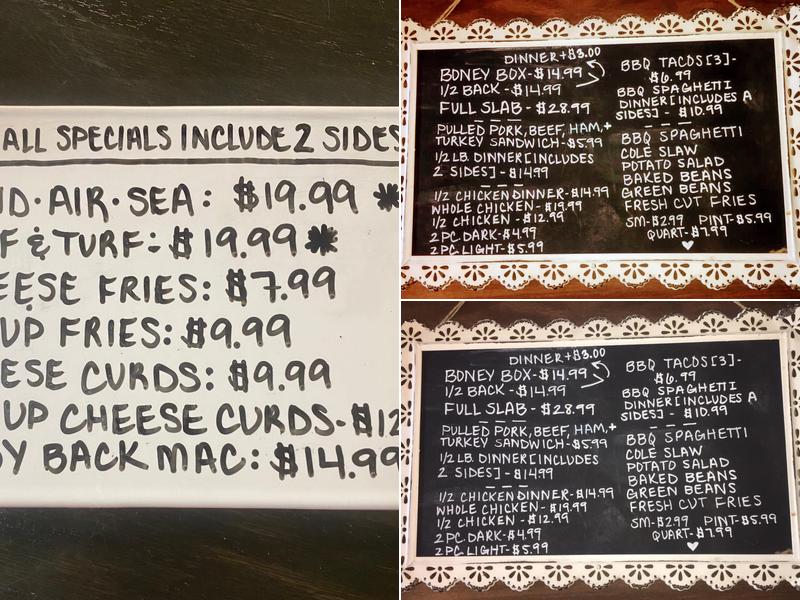 ALL SPECIALS INCLUDE 2 SIDES
D·AIR·SEA: $19.99 *
F & TURF: $19.99 *
EESE FRIES: $7.99
UP FRIES: $9.99
ESE CURDS: $9.99
UP CHEESE CURDS-$12
Y BACK MAC: $14.99
DINNER+$3.00
BONEY BOX-$14.99
1/2 BACK-$14.99
FULL SLAB-$28.99
PULLED PORK, BEEF, HAM,+
TURKEY SANDWICH-$5.99
1/2 LB. DINNER[INCLUDES
2 SIDES]-$14.99
1/2 CHICKEN DINNER-$14.99
WHOLE CHICKEN-$19.99
1/2 CHICKEN-$12.99
2 PC. DARK-$4.99
2 PC. LIGHT-$5.99
BBQ TACOS[3]-
$6.99
BBQ SPAGHETTI
DINNER[INCLUDES A
SIDES]-$10.99
BBQ SPAGHETTI
COLE SLAW
POTATO SALAD
BAKED BEANS
GREEN BEANS
FRESH CUT FRIES
SM-$2.99 PINT-$5.99
QUART-$7.99
DINNER+$3.00
BONEY BOX-$14.99
1/2 BACK-$14.99
FULL SLAB-$28.99
PULLED PORK, BEEF, HAM,+
TURKEY SANDWICH-$5.99
1/2 LB. DINNER[INCLUDES
2 SIDES]-$14.99
1/2 CHICKEN DINNER-$14.99
WHOLE CHICKEN-$19.99
1/2 CHICKEN-$12.99
2 PC. DARK-$4.99
2 PC. LIGHT-$5.99
BBQ TACOS[3]-
$6.99
BBQ SPAGHETTI
DINNER[INCLUDES A
SIDES]-$10.99
BBQ SPAGHETTI
COLE SLAW
POTATO SALAD
BAKED BEANS
GREEN BEANS
FRESH CUT FRIES
SM-$2.99 PINT-$5.99
QUART-$7.99